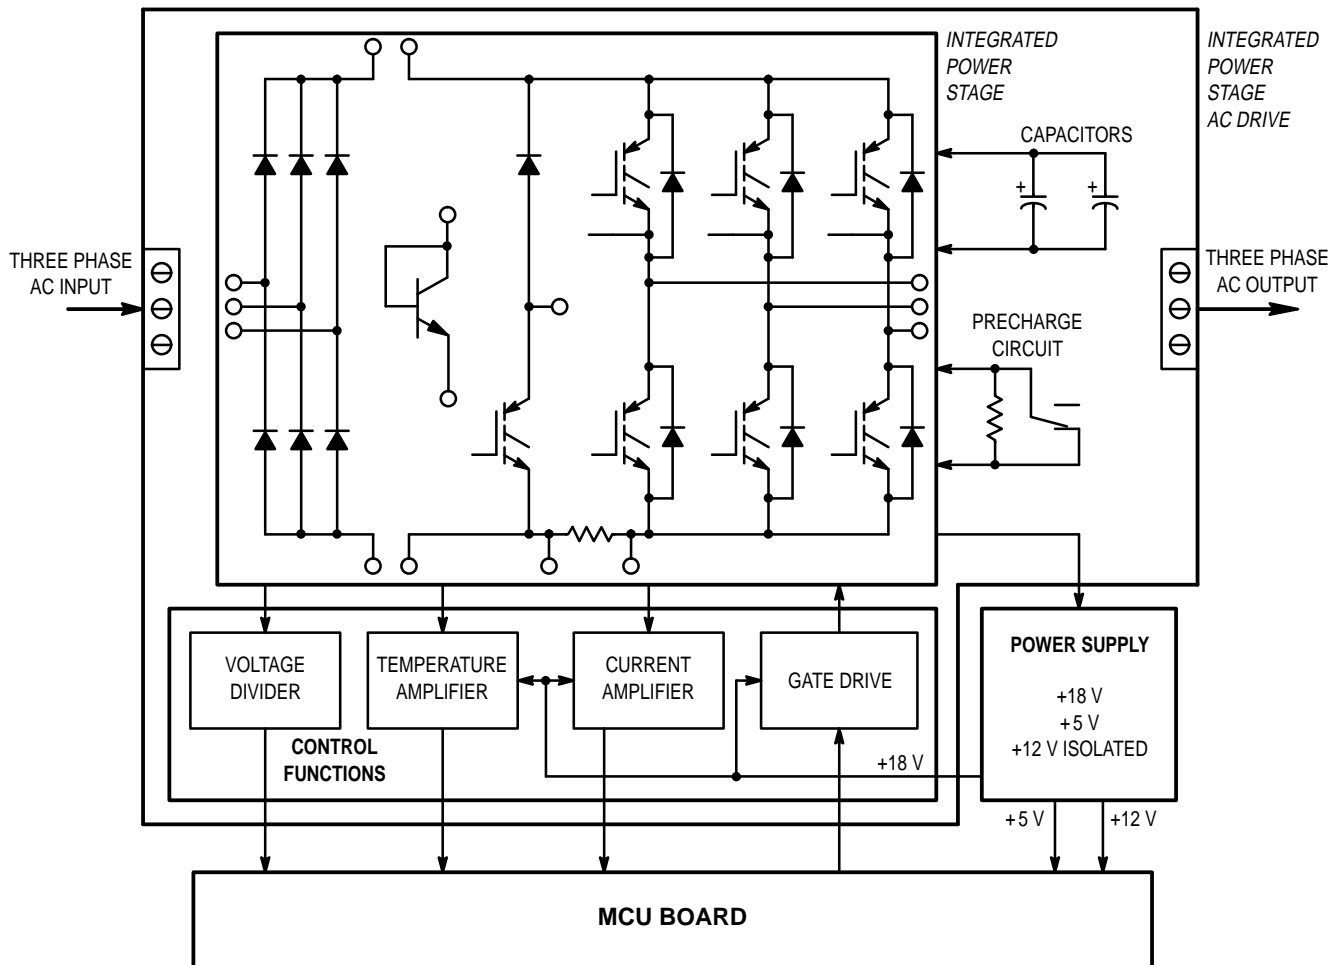 INTEGRATED
POWER
STAGE
INTEGRATED
POWER
STAGE
AC DRIVE
CAPACITORS
+
+
THREE PHASE
AC INPUT
THREE PHASE
AC OUTPUT
PRECHARGE
CIRCUIT
VOLTAGE
DIVIDER
TEMPERATURE
AMPLIFIER
CURRENT
AMPLIFIER
GATE DRIVE
POWER SUPPLY
+18 V
+5 V
+12 V ISOLATED
CONTROL
FUNCTIONS
+18 V
+5 V
+12 V
MCU BOARD